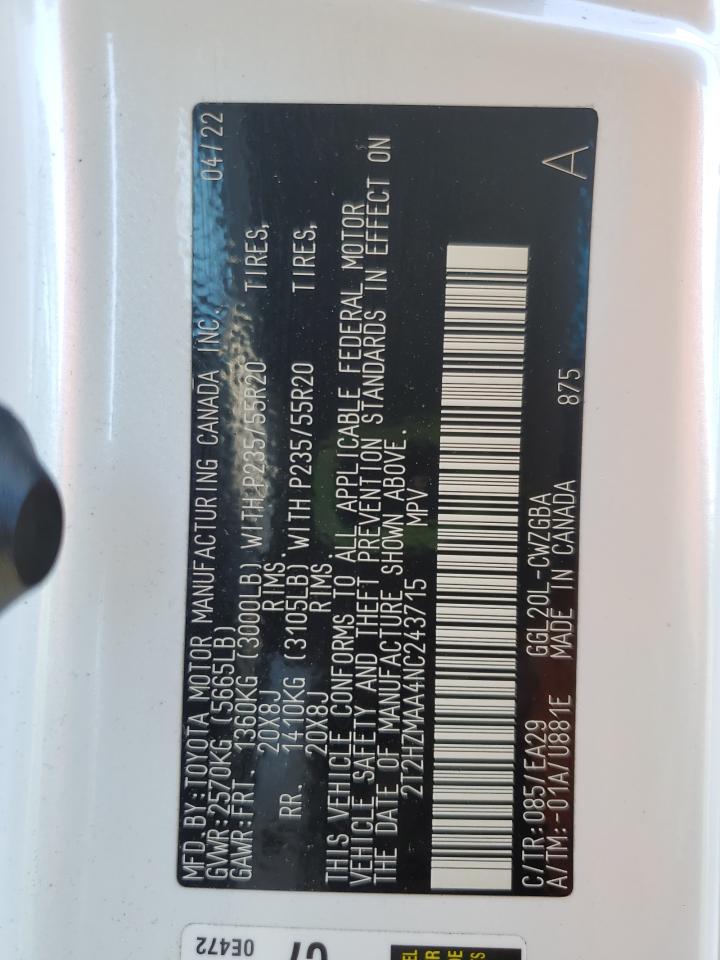 MFD.BY:TOYOTA MOTOR MANUFACTURING CANADA INC. 04/22
GVWR:2570KG (5665LB)
GAWR:FRT. 1360KG (3000LB) WITH P235/55R20 TIRES,
20X8J RIMS.
RR. 1410KG (3105LB) WITH P235/55R20 TIRES,
20X8J RIMS.
THIS VEHICLE CONFORMS TO ALL APPLICABLE FEDERAL MOTOR
VEHICLE SAFETY AND THEFT PREVENTION STANDARDS IN EFFECT ON
THE DATE OF MANUFACTURE SHOWN ABOVE.
2T2HZMAA4NC243715 MPV
C/TR:085/EA29 GGL20L-CWZGBA 875 A
A/TM:-01A/U881E MADE IN CANADA
0E472